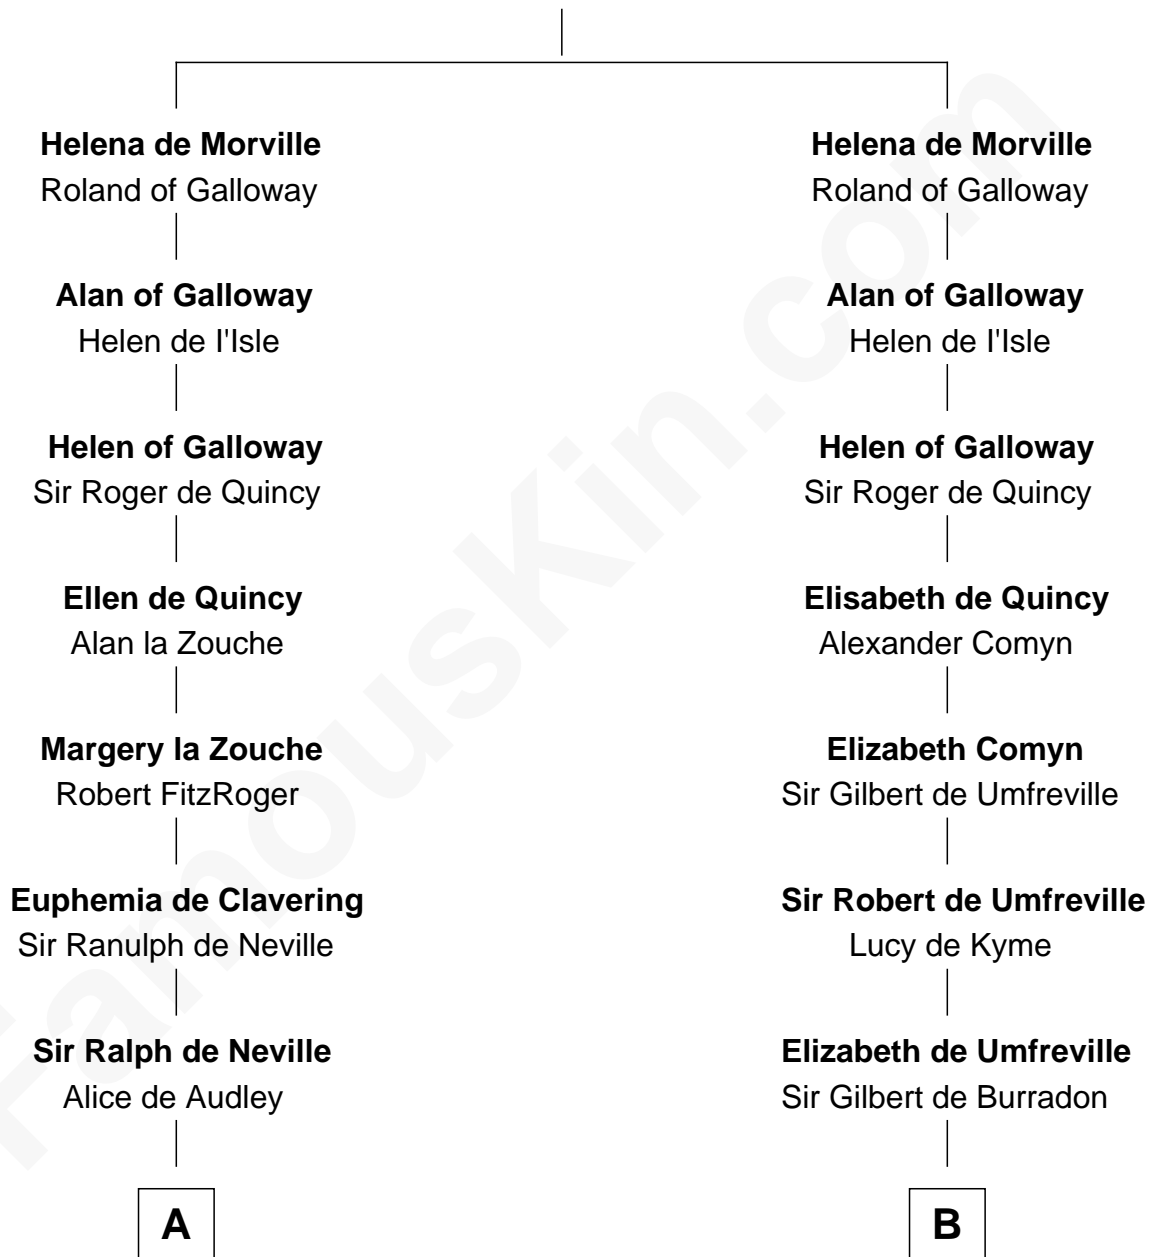 Helena de Morville
Roland of Galloway
Alan of Galloway
Helen de l'Isle
Helen of Galloway
Sir Roger de Quincy
Ellen de Quincy
Alan la Zouche
Margery la Zouche
Robert FitzRoger
Euphemia de Clavering
Sir Ranulph de Neville
Sir Ralph de Neville
Alice de Audley
A
Helena de Morville
Roland of Galloway
Alan of Galloway
Helen de l'Isle
Helen of Galloway
Sir Roger de Quincy
Elisabeth de Quincy
Alexander Comyn
Elizabeth Comyn
Sir Gilbert de Umfreville
Sir Robert de Umfreville
Lucy de Kyme
Elizabeth de Umfreville
Sir Gilbert de Burradon
B
FamousKin.com